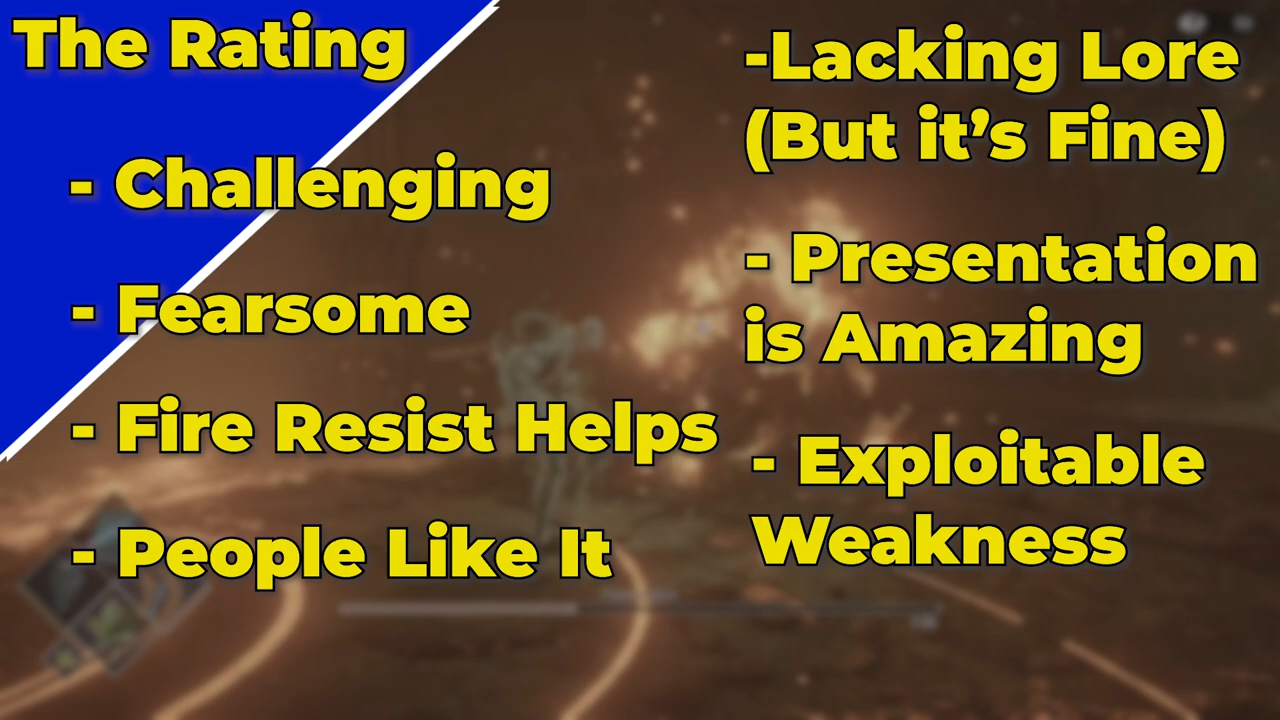 The Rating
- Challenging
- Fearsome
- Fire Resist Helps
- People Like It
-Lacking Lore
(But it’s Fine)
- Presentation
is Amazing
- Exploitable
Weakness